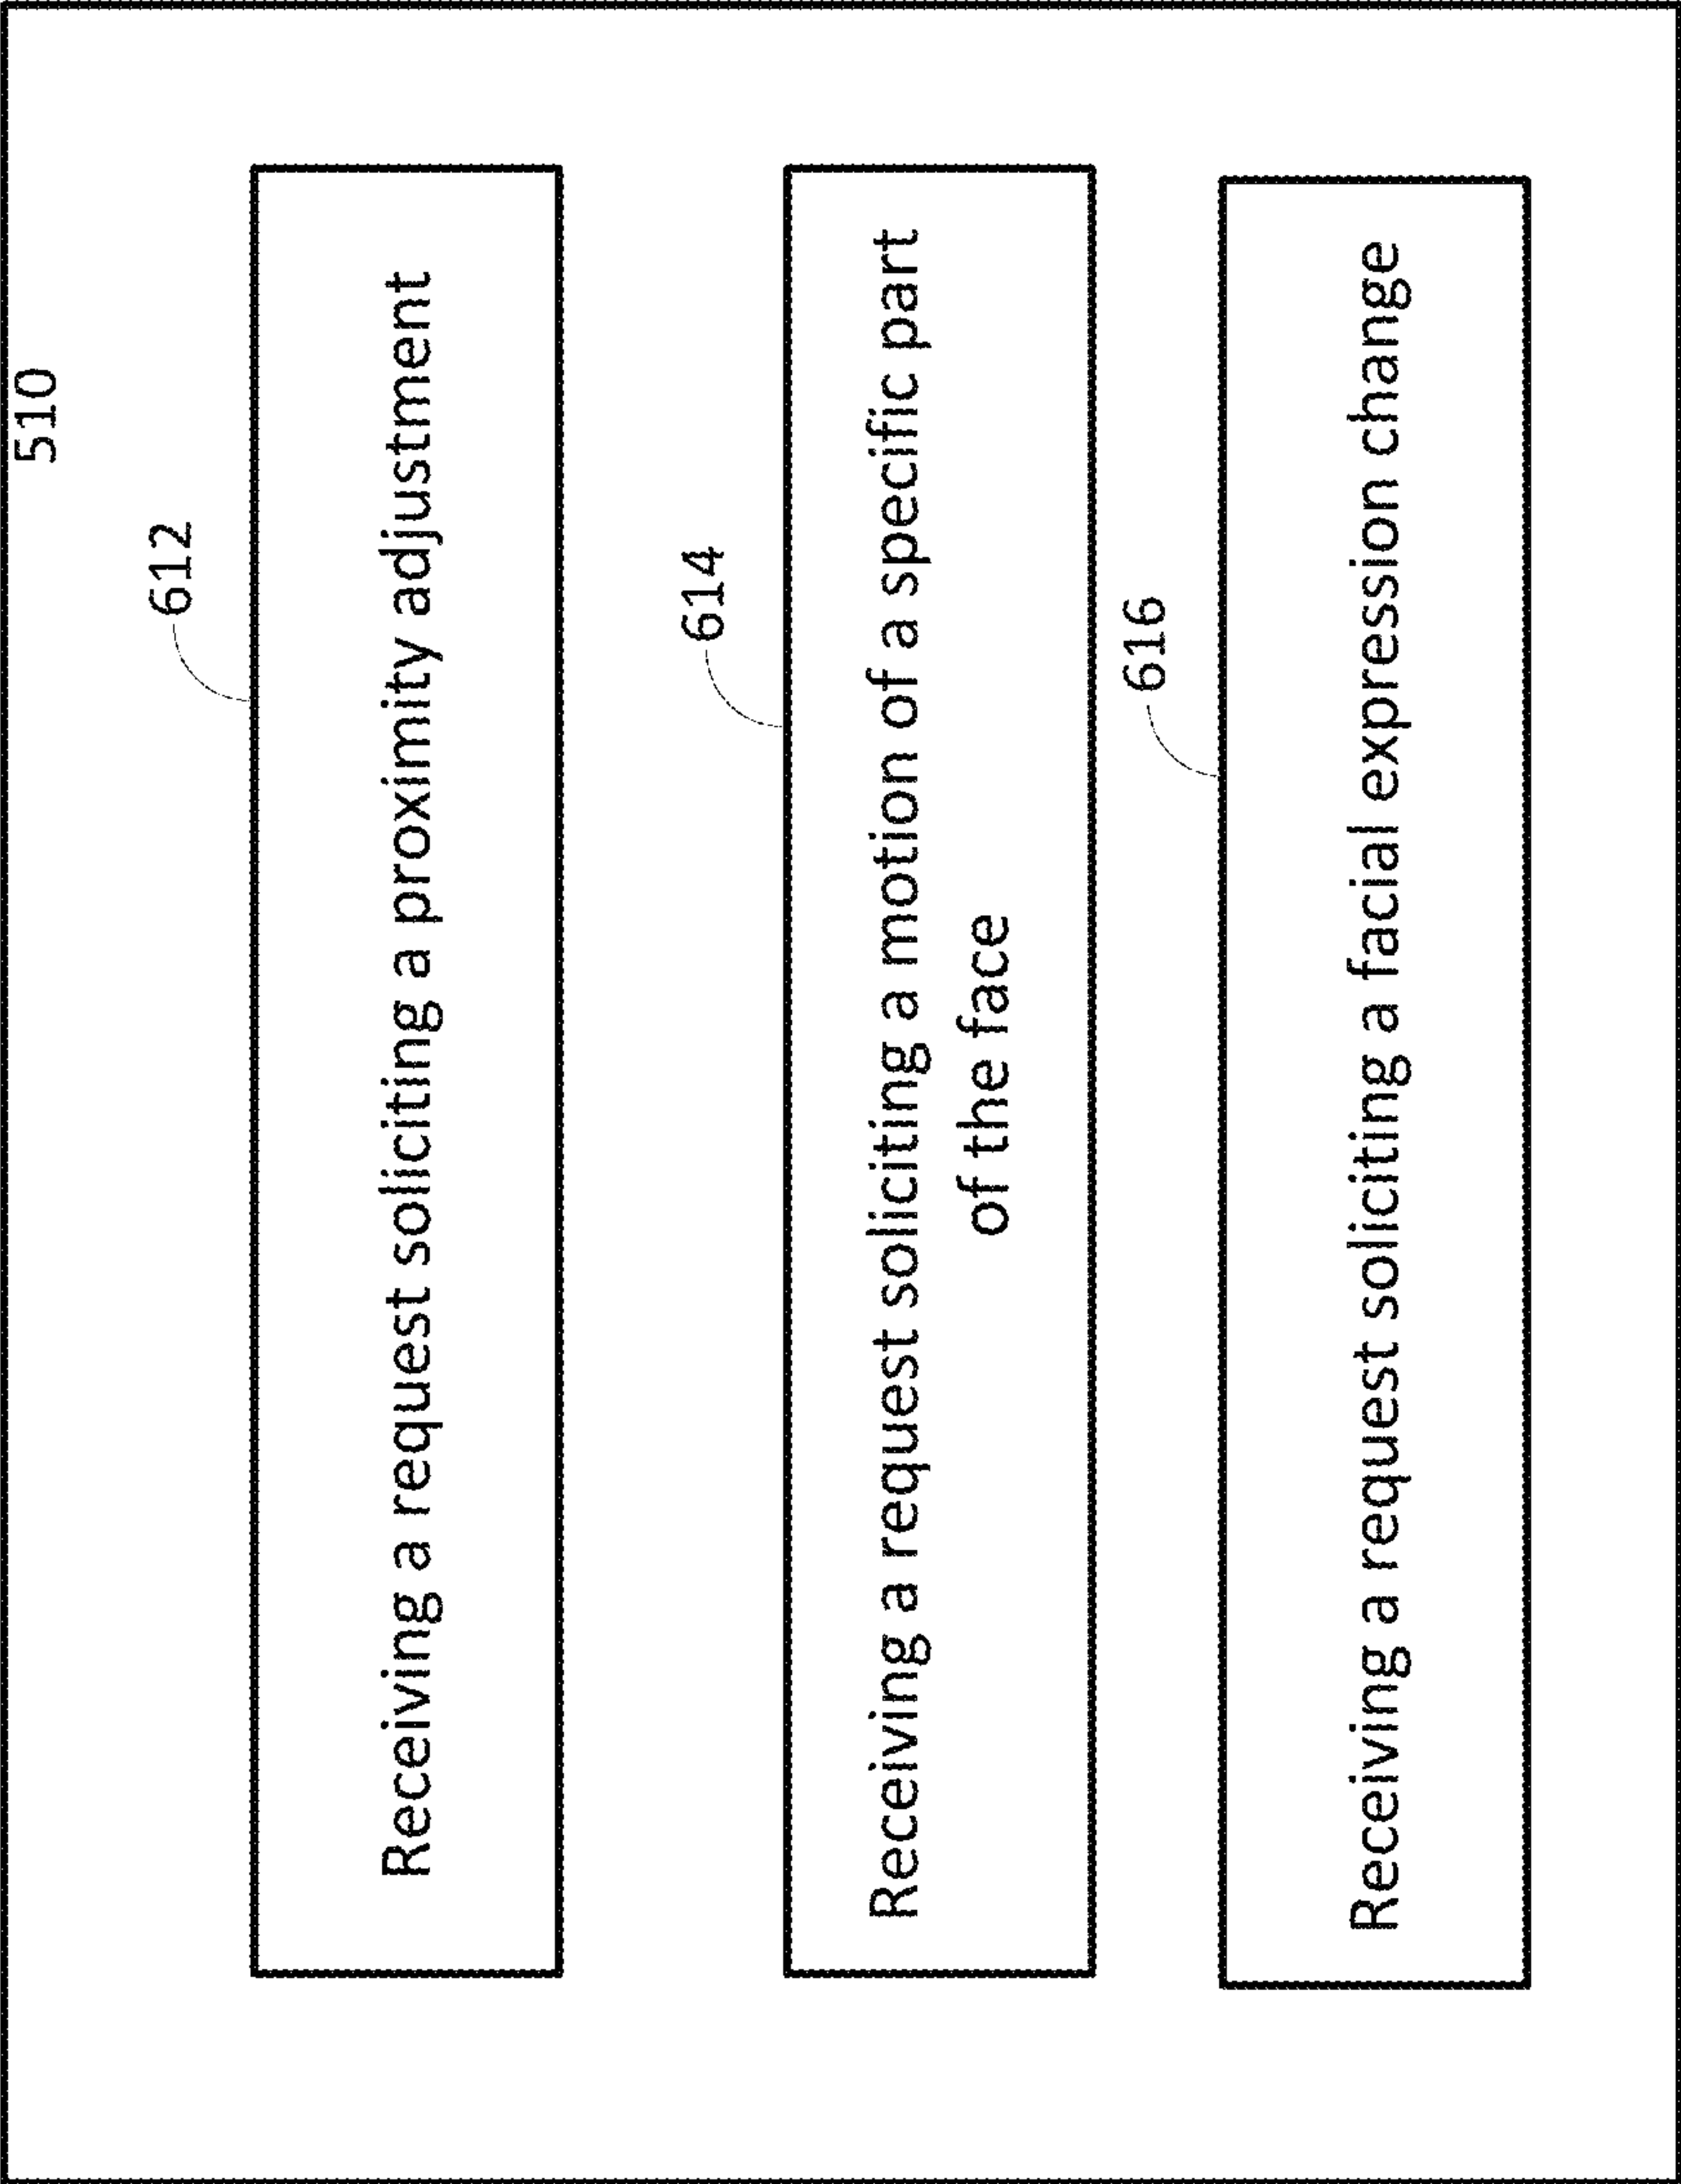 510
612
Receiving a request soliciting a proximity adjustment
614
Receiving a request soliciting a motion of a specific part
of the face
616
Receiving a request soliciting a facial expression change